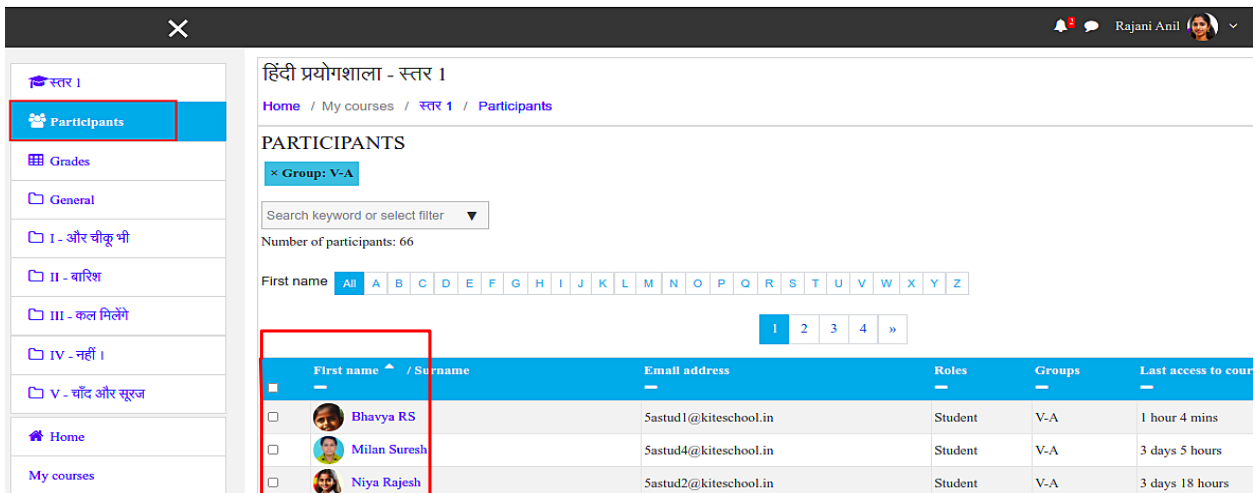 2
Rajani Anil
स्तर 1
Participants
Grades
General
I - और चीकू भी
II - बारिश
III - कल मिलेंगे
IV - नहीं ।
V - चाँद और सूरज
Home
My courses
हिंदी प्रयोगशाला - स्तर 1
Home / My courses / स्तर 1 / Participants
PARTICIPANTS
× Group: V-A
Search keyword or select filter ▼
Number of participants: 66
First name All A B C D E F G H I J K L M N O P Q R S T U V W X Y Z
1 2 3 4 »
First name / Surname Email address Roles Groups Last access to cour
Bhavya RS 5astud1@kiteschool.in Student V-A 1 hour 4 mins
Milan Suresh 5astud4@kiteschool.in Student V-A 3 days 5 hours
Niya Rajesh 5astud2@kiteschool.in Student V-A 3 days 18 hours